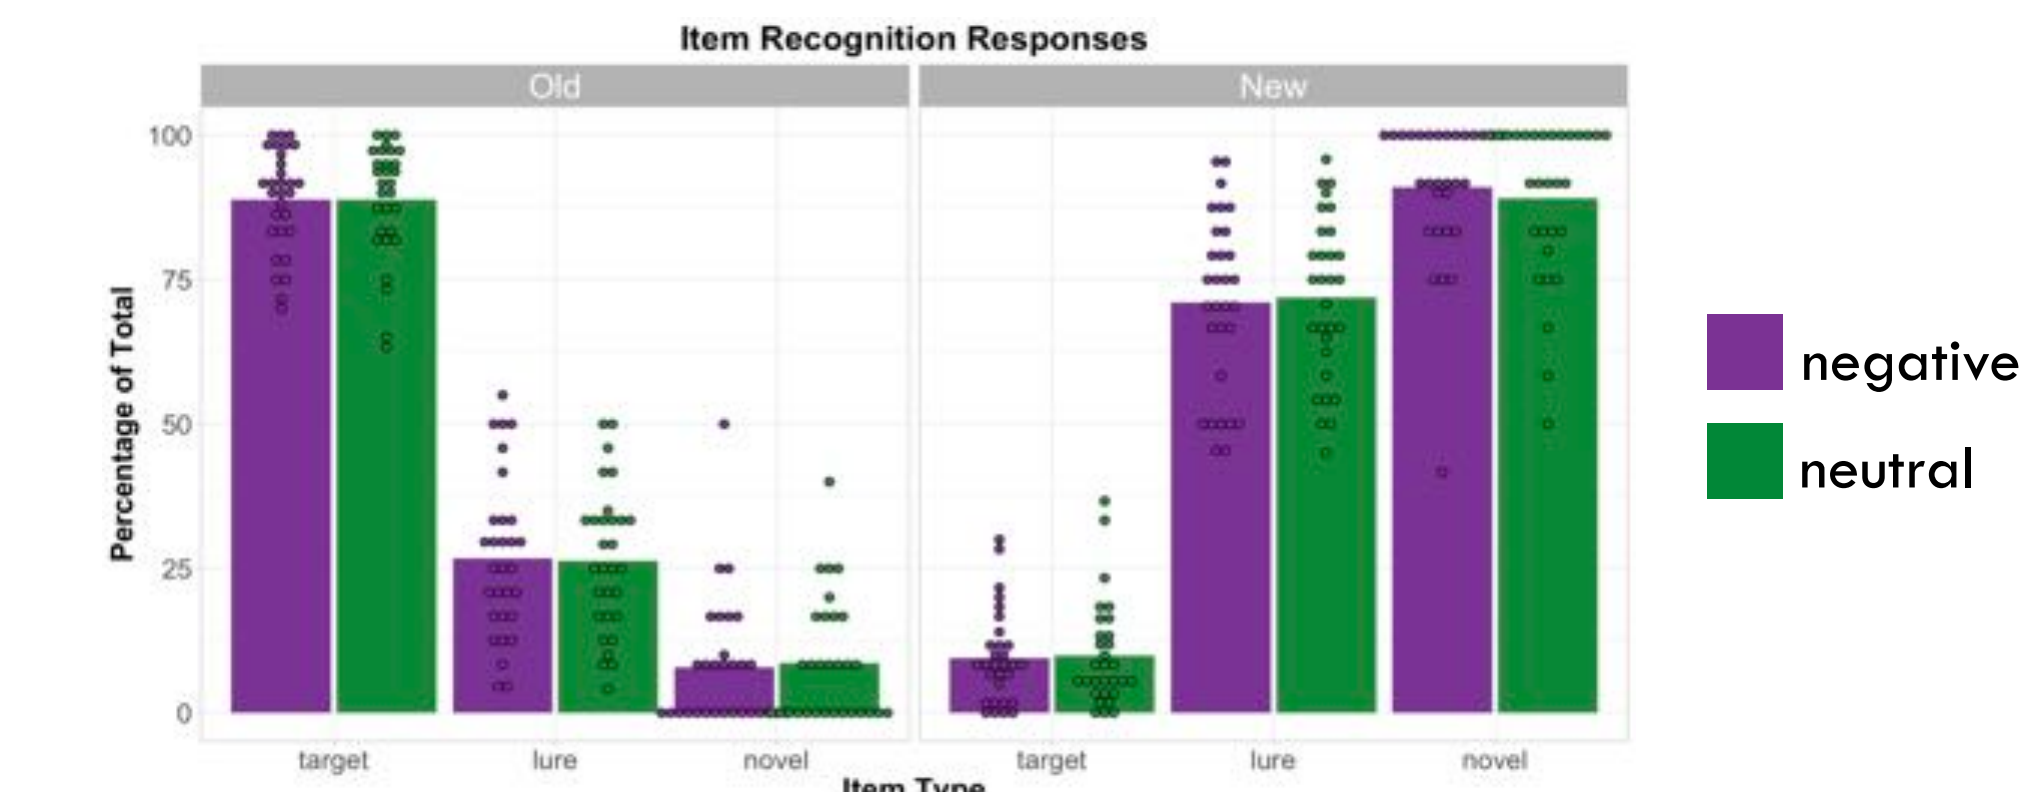 Item Recognition Responses
Old New
100
75
50
25
0
Percentage of Total
target lure novel target lure novel
Item Type
negative
neutral